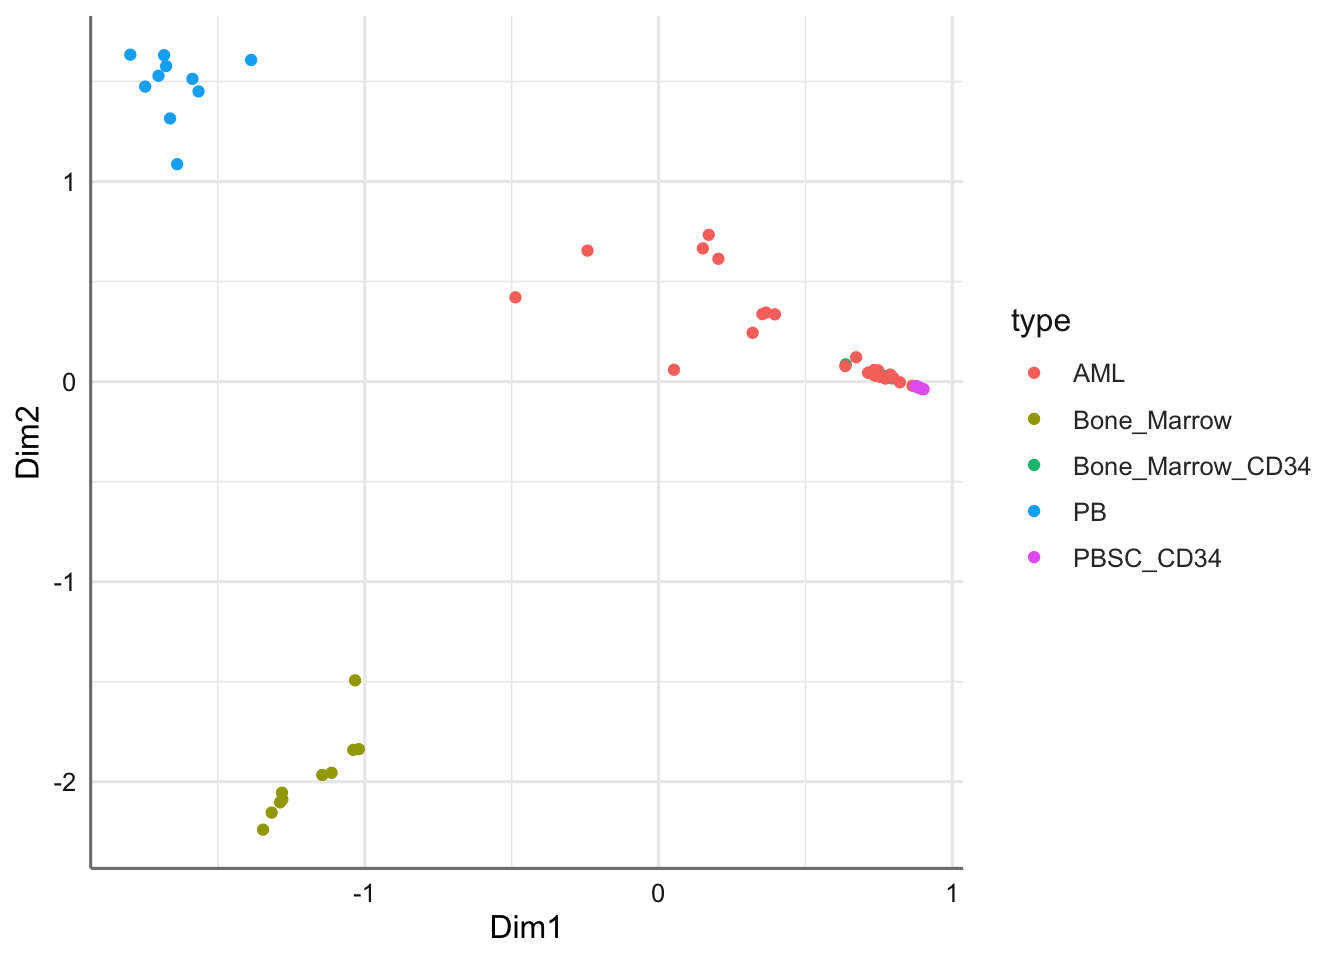 1
0
-1
-2
-1
0
1
Dim1
Dim2
type
AML
Bone_Marrow
Bone_Marrow_CD34
PB
PBSC_CD34